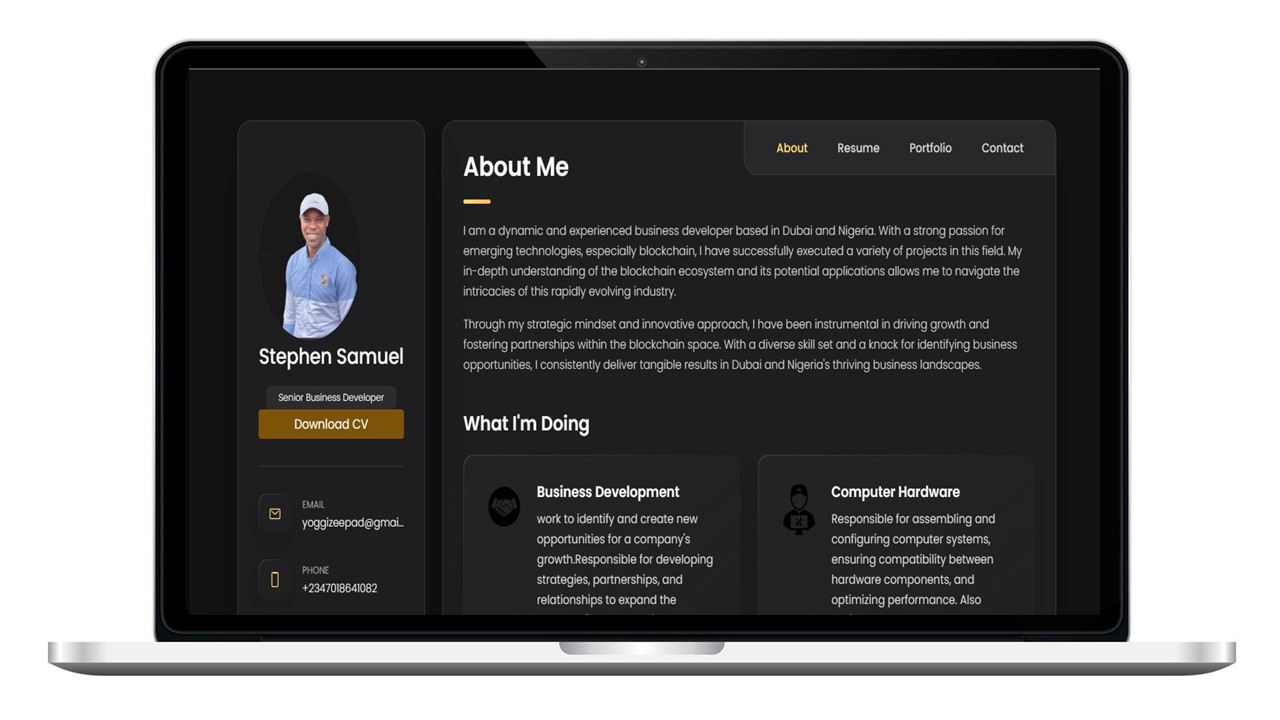 Stephen Samuel
Senior Business Developer
Download CV
EMAIL
yoggizeepad@gmai...
PHONE
+2347018641082
About Resume Portfolio Contact
About Me
I am a dynamic and experienced business developer based in Dubai and Nigeria. With a strong passion for
emerging technologies, especially blockchain, I have successfully executed a variety of projects in this field. My
in-depth understanding of the blockchain ecosystem and its potential applications allows me to navigate the
intricacies of this rapidly evolving industry.
Through my strategic mindset and innovative approach, I have been instrumental in driving growth and
fostering partnerships within the blockchain space. With a diverse skill set and a knack for identifying business
opportunities, I consistently deliver tangible results in Dubai and Nigeria's thriving business landscapes.
What I'm Doing
Business Development
work to identify and create new
opportunities for a company's
growth.Responsible for developing
strategies, partnerships, and
relationships to expand the
Computer Hardware
Responsible for assembling and
configuring computer systems,
ensuring compatibility between
hardware components, and
optimizing performance. Also